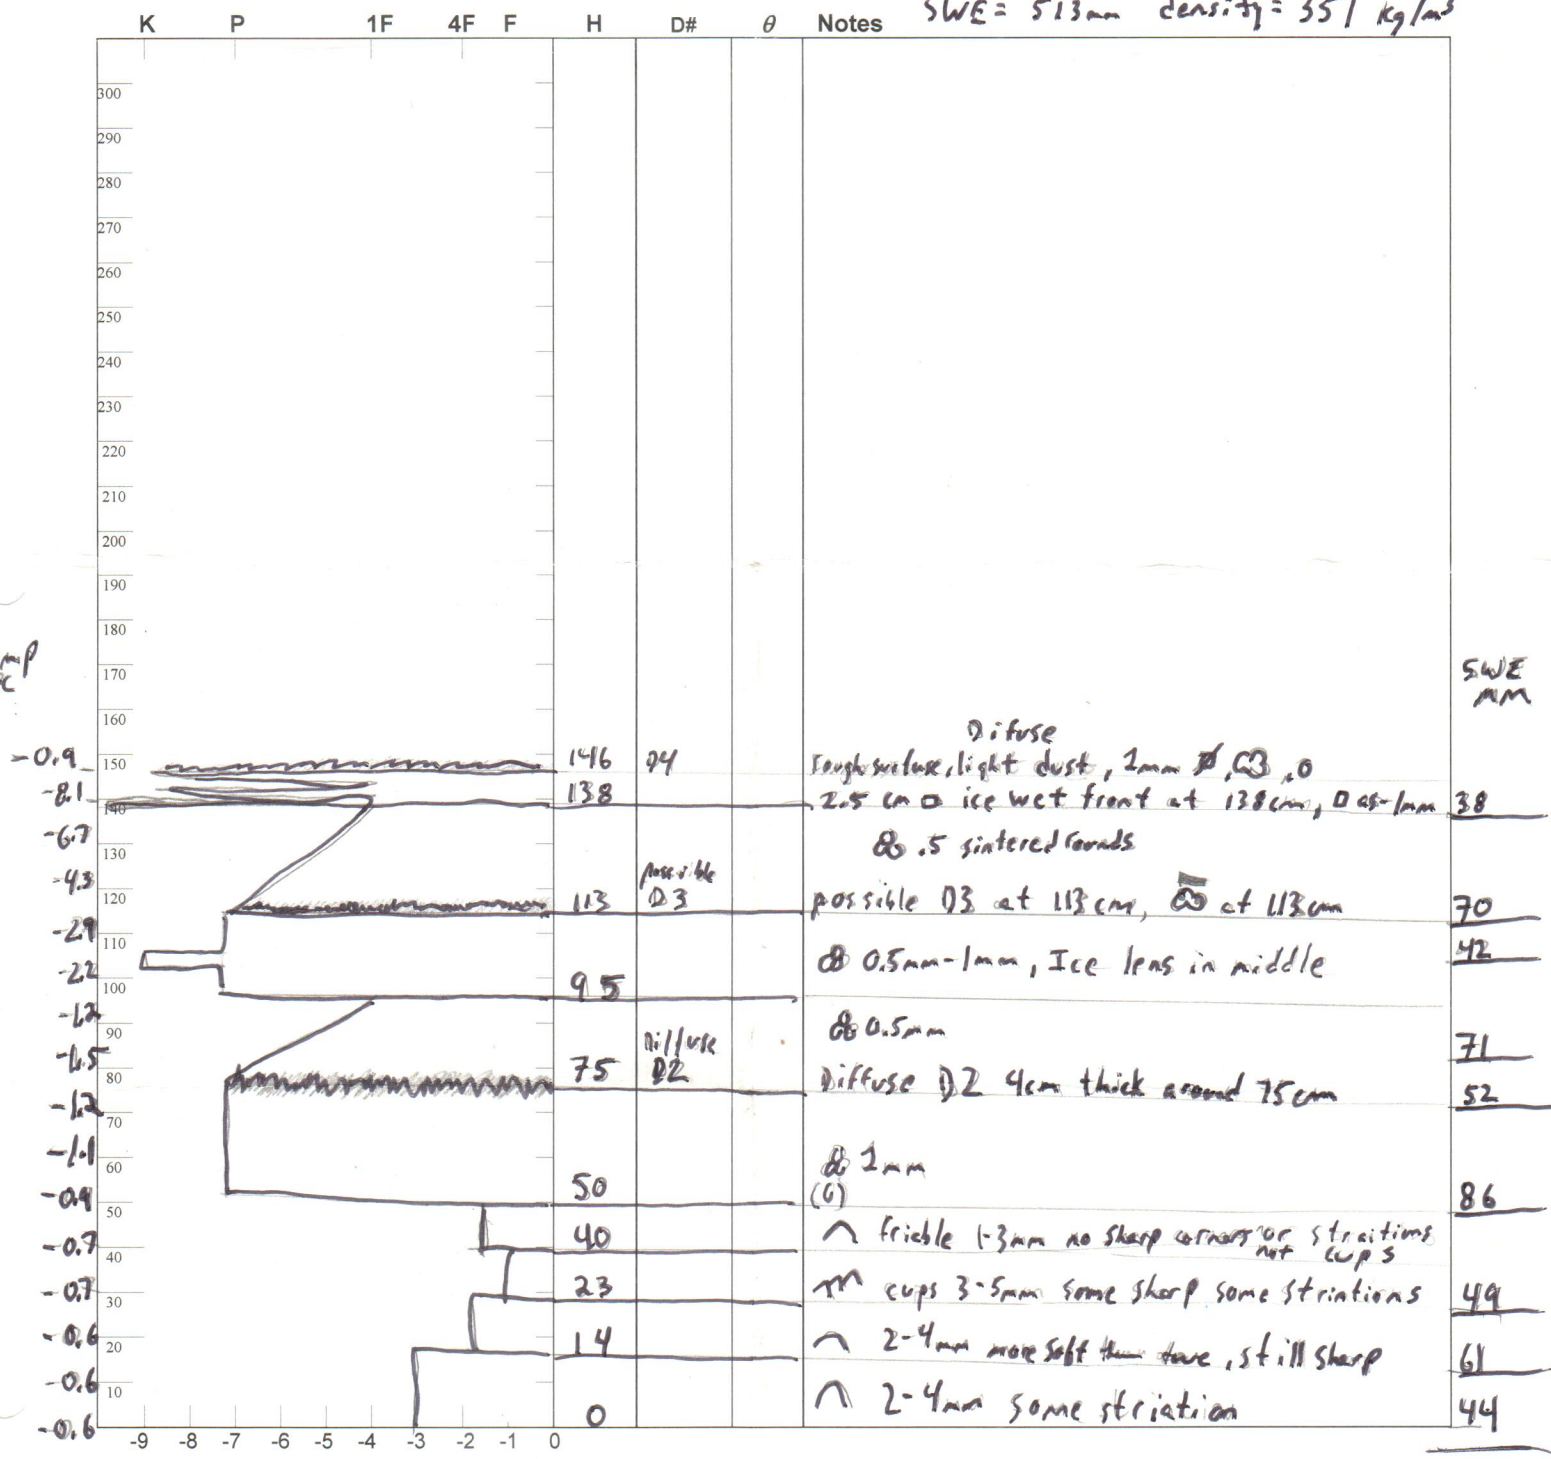 SWE = 513mm density = 351 kg/m³
K P 1F 4F F H D# θ Notes
300
290
280
270
260
250
240
230
220
210
200
190
180
170
SWE
mm
160
Difuse
-0.9 150 146 D4 rough surfuse, light dust, 1mm
-8.1 140 138 2.5 cm ice wet front at 138cm, 1mm 38
-6.7 130 .5 sintered rounds
-4.3 possible
120 113 D3 possible D3 at 113 cm, at 113cm 70
-2.9 110 42
-2.2 0.5mm-1mm, Ice lens in middle
100 95
-1.2 90 0.5mm
-1.5 Diffuse 71
80 75 D2 Diffuse D2 4cm thick around 75cm 52
-1.2 70
-1.1 60 1mm
-0.9 50 50 86
-0.7 40 40 friable 1-3mm no sharp corners or straitions
not cups
-0.7 30 23 cups 3-5mm some sharp some strintions 49
-0.6 20 14 2-4mm more soft still sharp 61
-0.6 10 2-4mm some striation 44
-0.6 0
-9 -8 -7 -6 -5 -4 -3 -2 -1 0